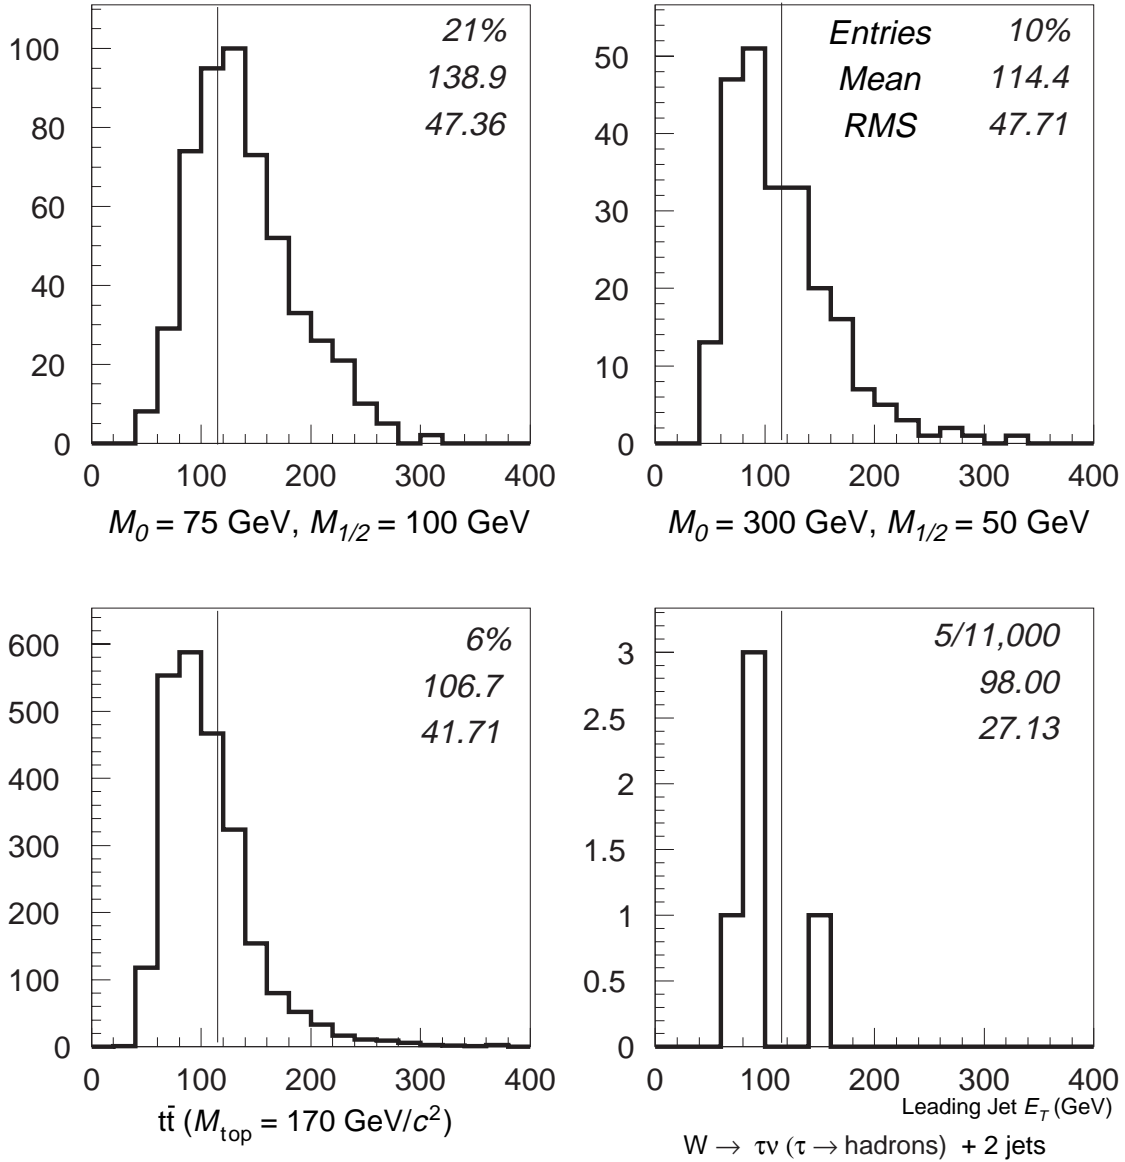 100
80
60
40
20
0
0 100 200 300 400
21%
138.9
47.36
M0 = 75 GeV, M1/2 = 100 GeV
50
40
30
20
10
0
0 100 200 300 400
Entries 10%
Mean 114.4
RMS 47.71
M0 = 300 GeV, M1/2 = 50 GeV
600
500
400
300
200
100
0
0 100 200 300 400
6%
106.7
41.71
tt̄ (Mtop = 170 GeV/c2)
3
2.5
2
1.5
1
0.5
0
0 100 200 300 400
5/11,000
98.00
27.13
Leading Jet ET (GeV)
W → τν (τ → hadrons) + 2 jets